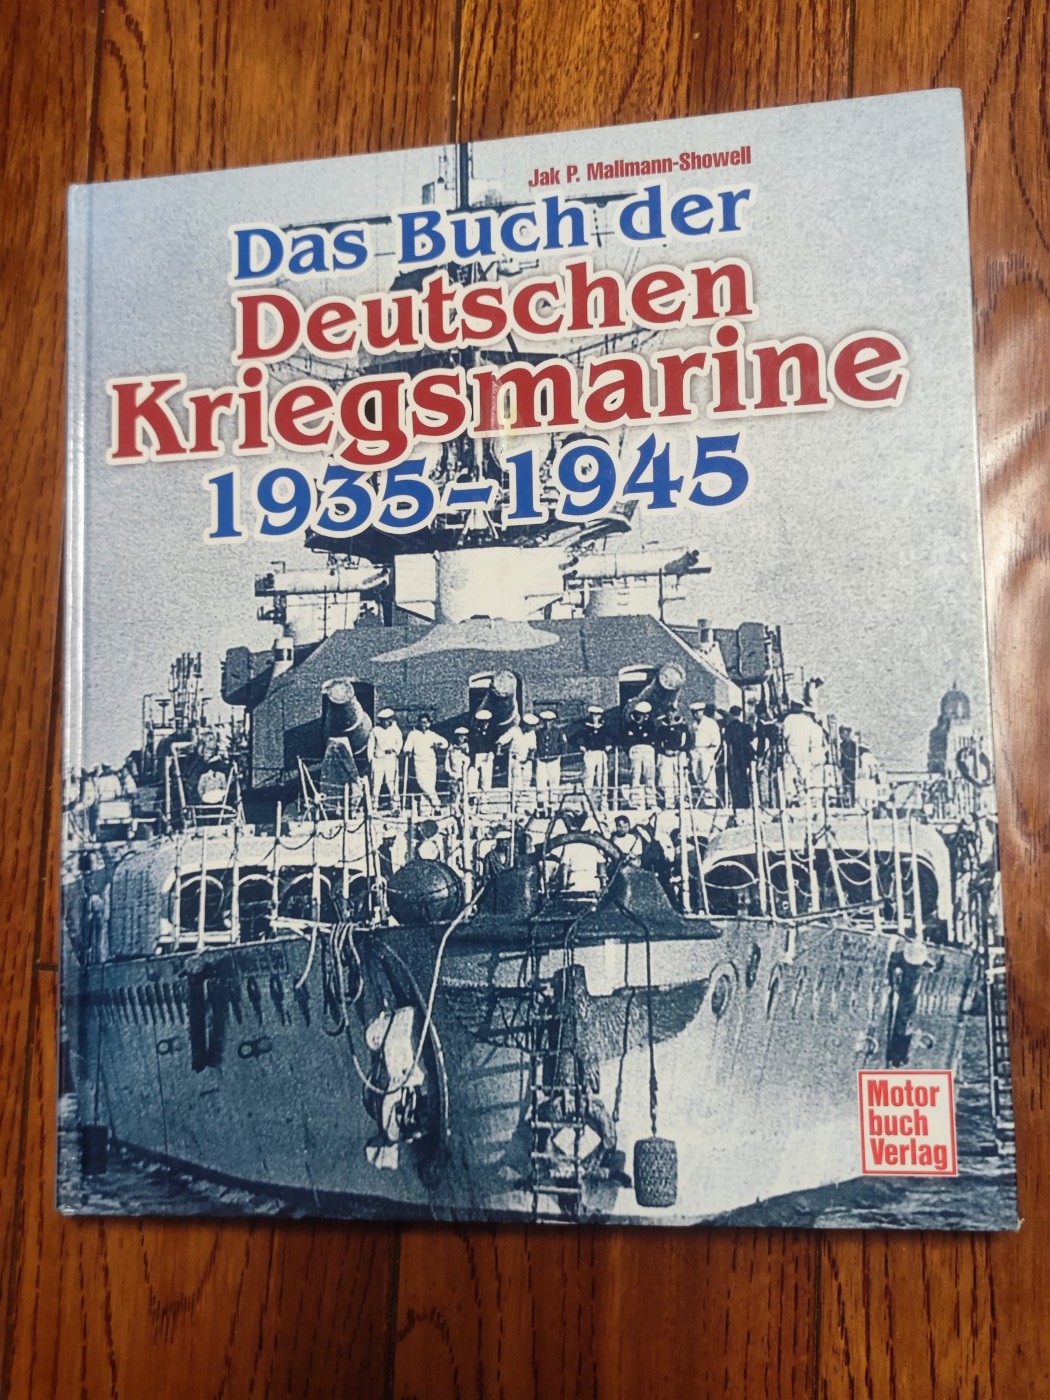 Jak P. Mallmann-Showell
Das Buch der
Deutschen
Kriegsmarine
1935–1945
Motor
buch
Verlag